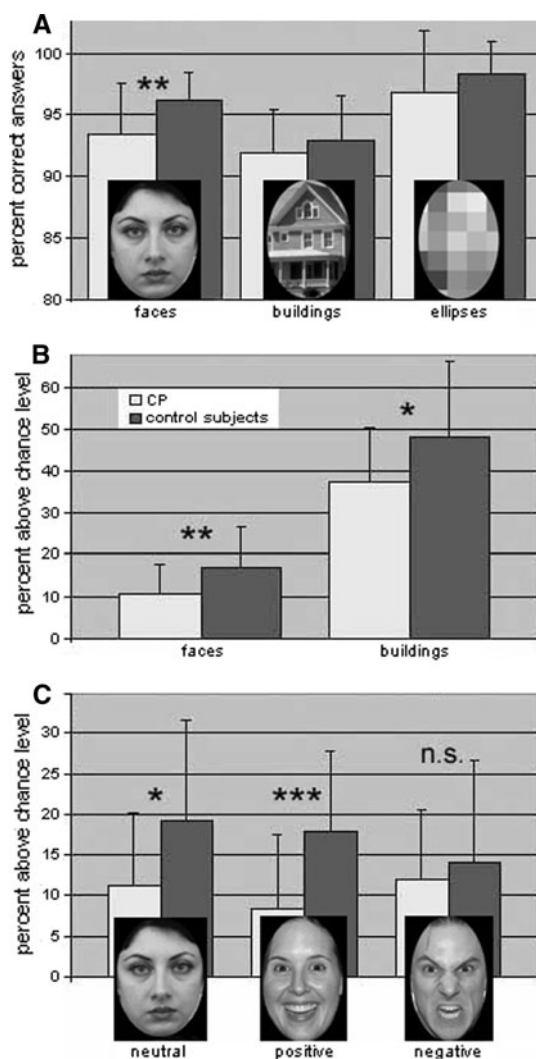 A
percent correct answers
100
95
90
85
80
**
faces
buildings
ellipses
B
percent above chance level
60
50
40
30
20
10
0
CP
control subjects
**
*
faces
buildings
C
percent above chance level
30
25
20
15
10
5
0
*
***
n.s.
neutral
positive
negative